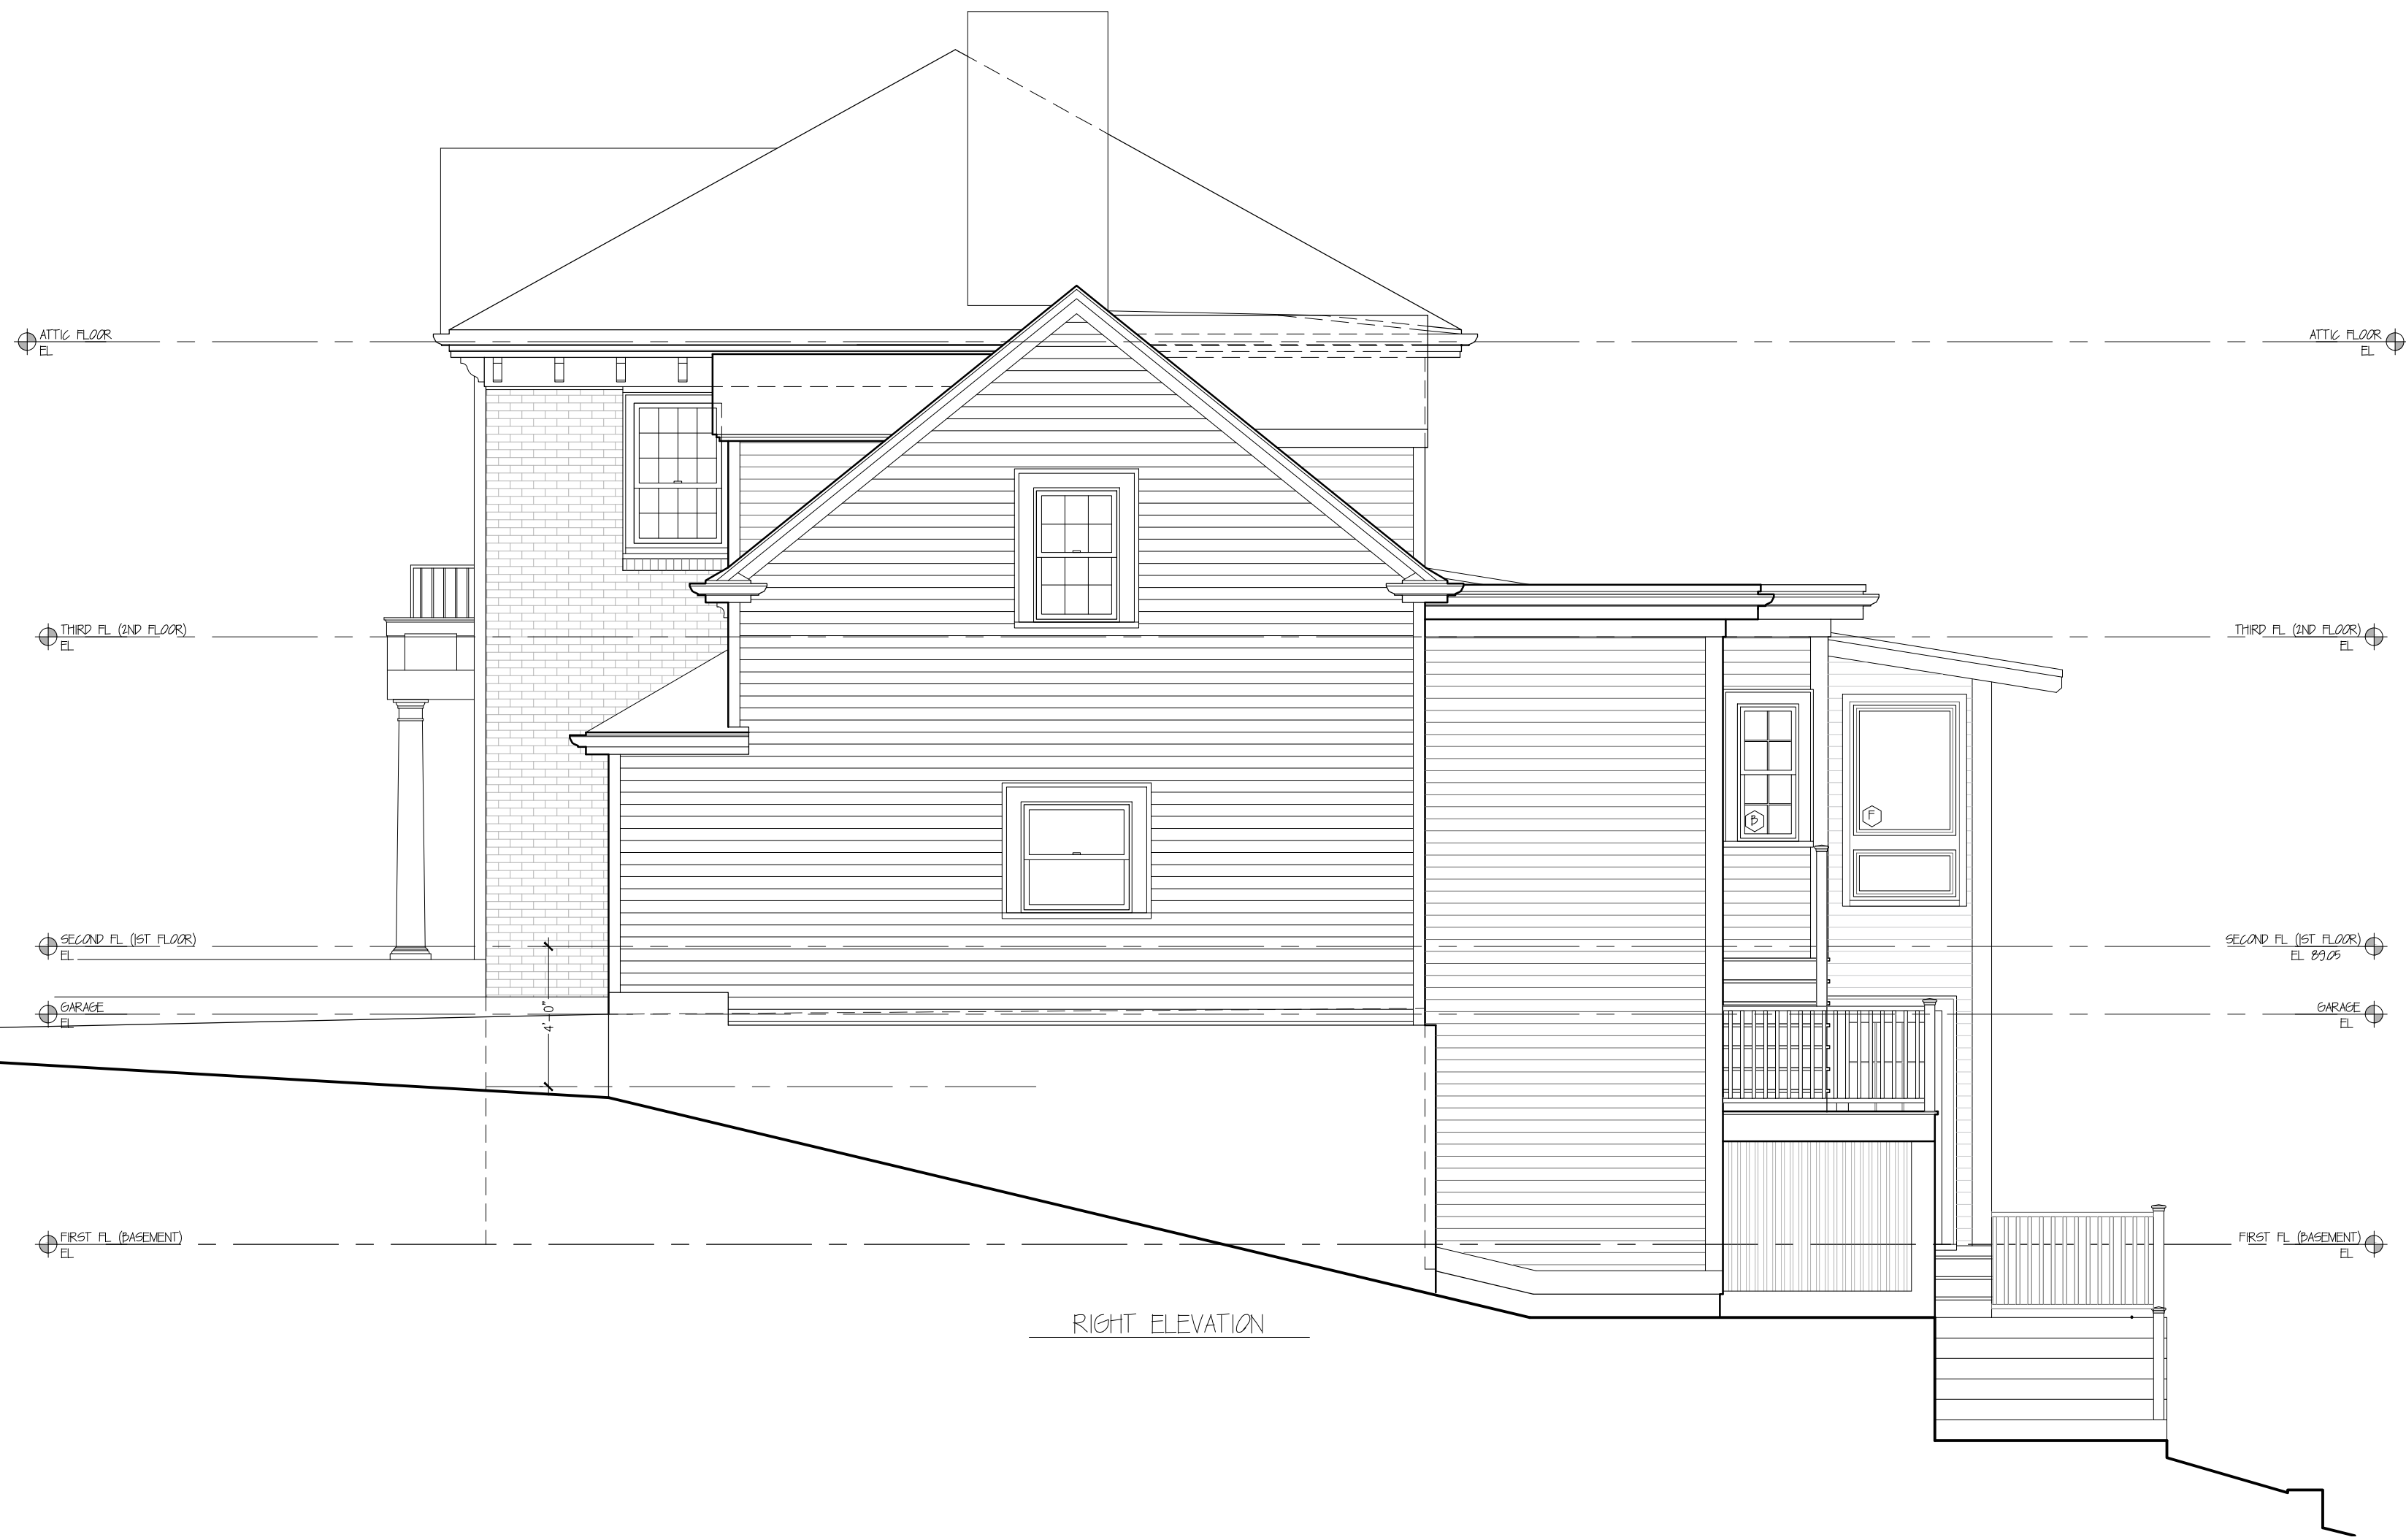 ATTIC FLOOR
EL
ATTIC FLOOR
EL
THIRD FL (2ND FLOOR)
EL
THIRD FL (2ND FLOOR)
EL
B
F
SECOND FL (1ST FLOOR)
EL
SECOND FL (1ST FLOOR)
EL 89.05
GARAGE
EL
4'-0"
GARAGE
EL
FIRST FL (BASEMENT)
EL
FIRST FL (BASEMENT)
EL
RIGHT ELEVATION